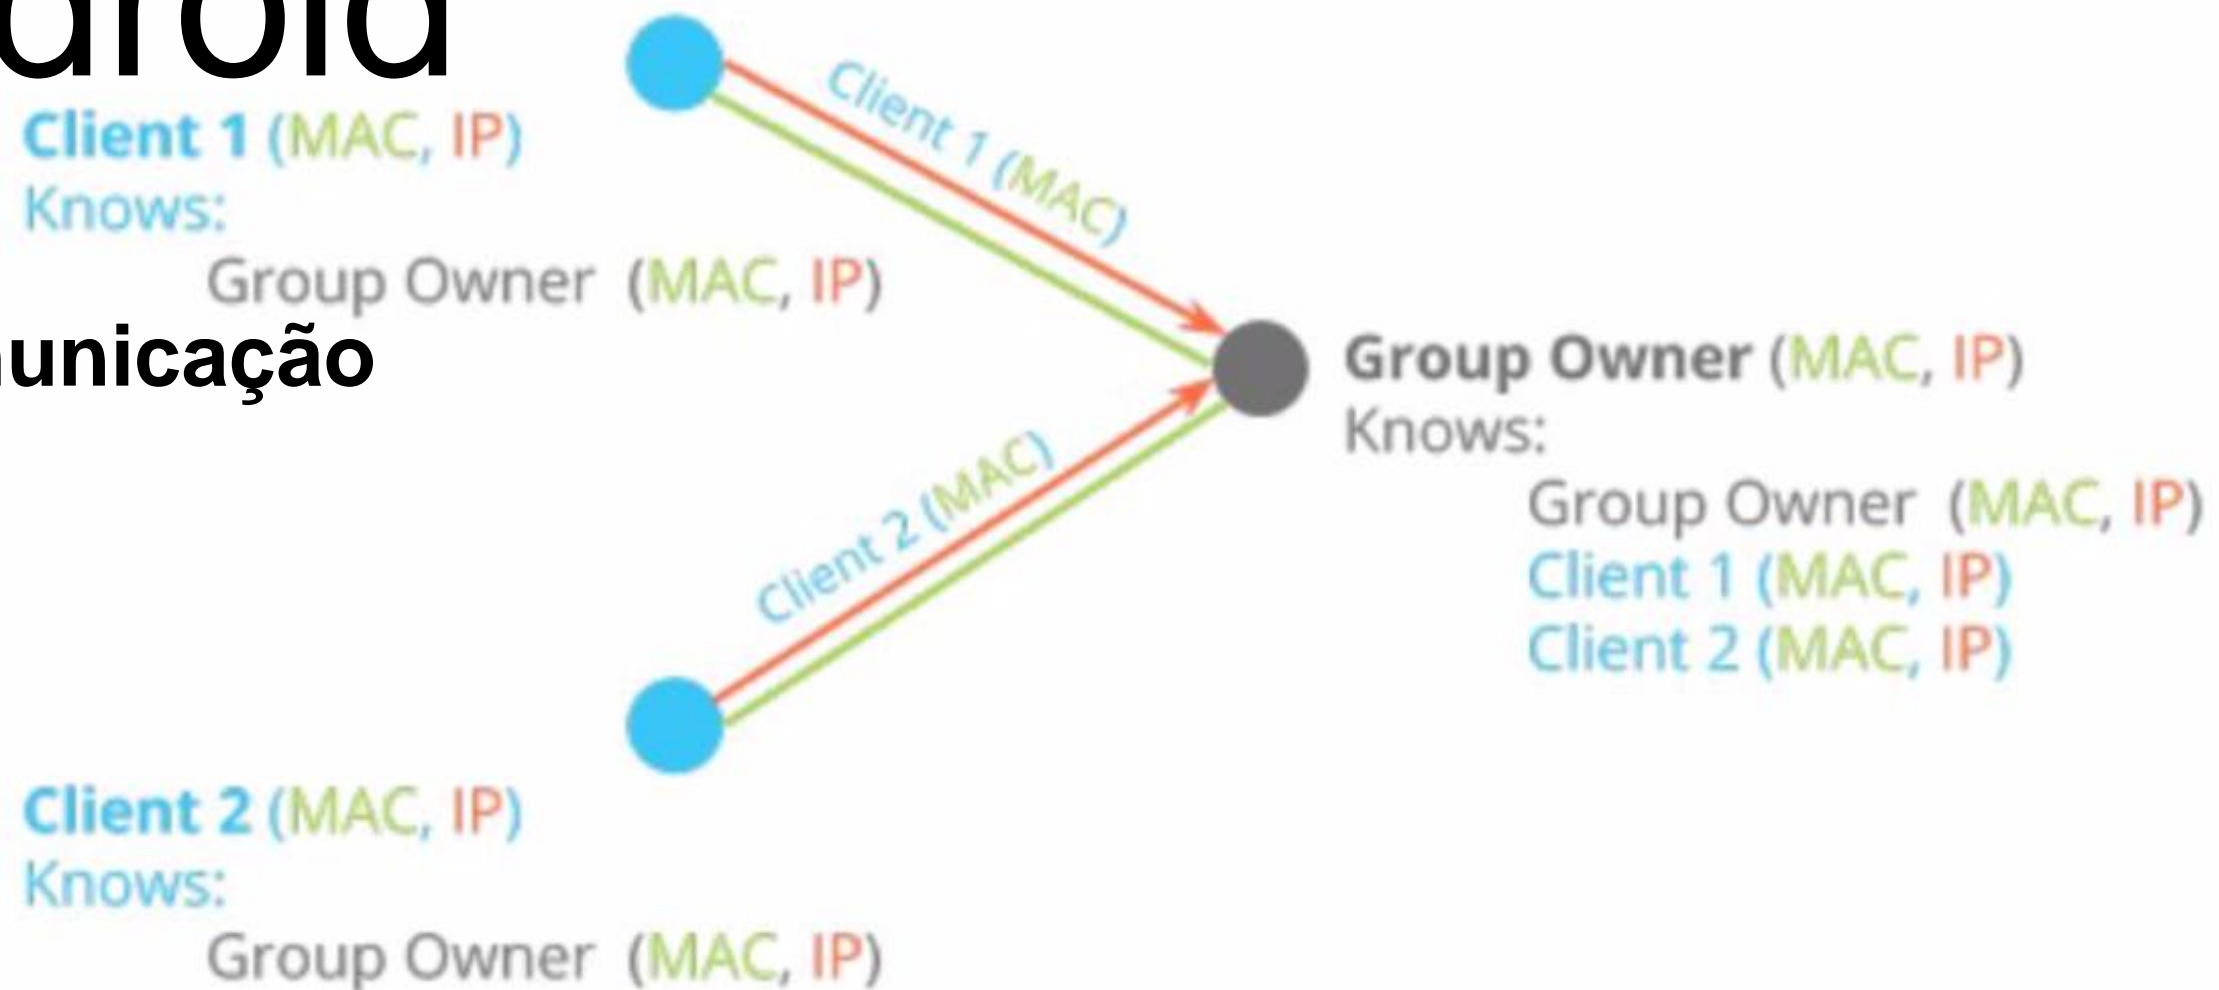 Client 1 (MAC, IP)
Knows:
Group Owner (MAC, IP)
Client 1 (MAC)
Group Owner (MAC, IP)
Knows:
Group Owner (MAC, IP)
Client 1 (MAC, IP)
Client 2 (MAC, IP)
Client 2 (MAC)
Client 2 (MAC, IP)
Knows:
Group Owner (MAC, IP)